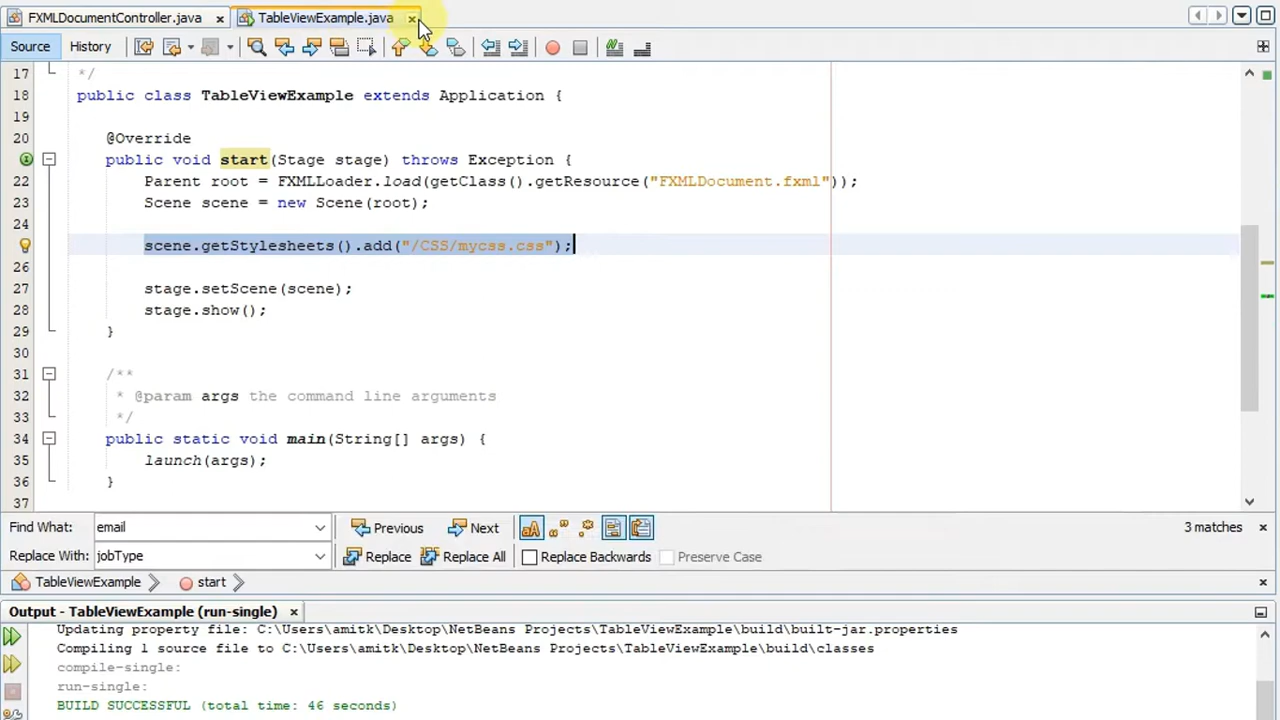 FXMLDocumentController.java
TableViewExample.java
Source
History
17 */
18 public class TableViewExample extends Application {
19
20 @Override
public void start(Stage stage) throws Exception {
22 Parent root = FXMLLoader.load(getClass().getResource("FXMLDocument.fxml"));
23 Scene scene = new Scene(root);
24
scene.getStylesheets().add("/CSS/mycss.css");
26
27 stage.setScene(scene);
28 stage.show();
29 }
30
31 /**
32 * @param args the command line arguments
33 */
34 public static void main(String[] args) {
35 launch(args);
36 }
37
Find What: email Previous Next 3 matches
Replace With: jobType Replace Replace All Replace Backwards Preserve Case
TableViewExample start
Output - TableViewExample (run-single)
Updating property file: C:\Users\amitk\Desktop\NetBeans Projects\TableViewExample\build\built-jar.properties
Compiling 1 source file to C:\Users\amitk\Desktop\NetBeans Projects\TableViewExample\build\classes
compile-single:
run-single:
BUILD SUCCESSFUL (total time: 46 seconds)